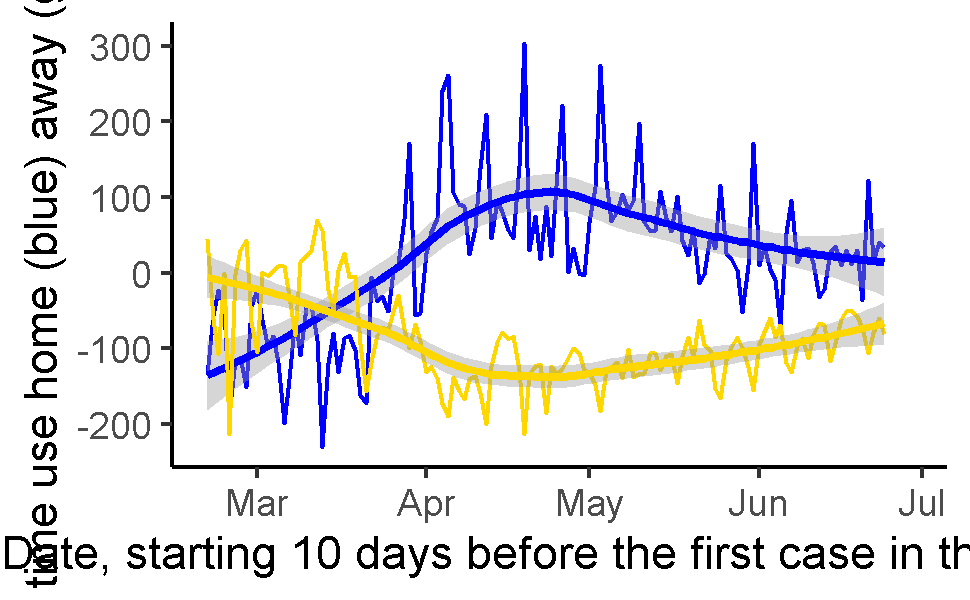 time use home (blue) away (
300
200
100
0
-100
-200
Mar Apr May Jun Jul
Date, starting 10 days before the first case in th